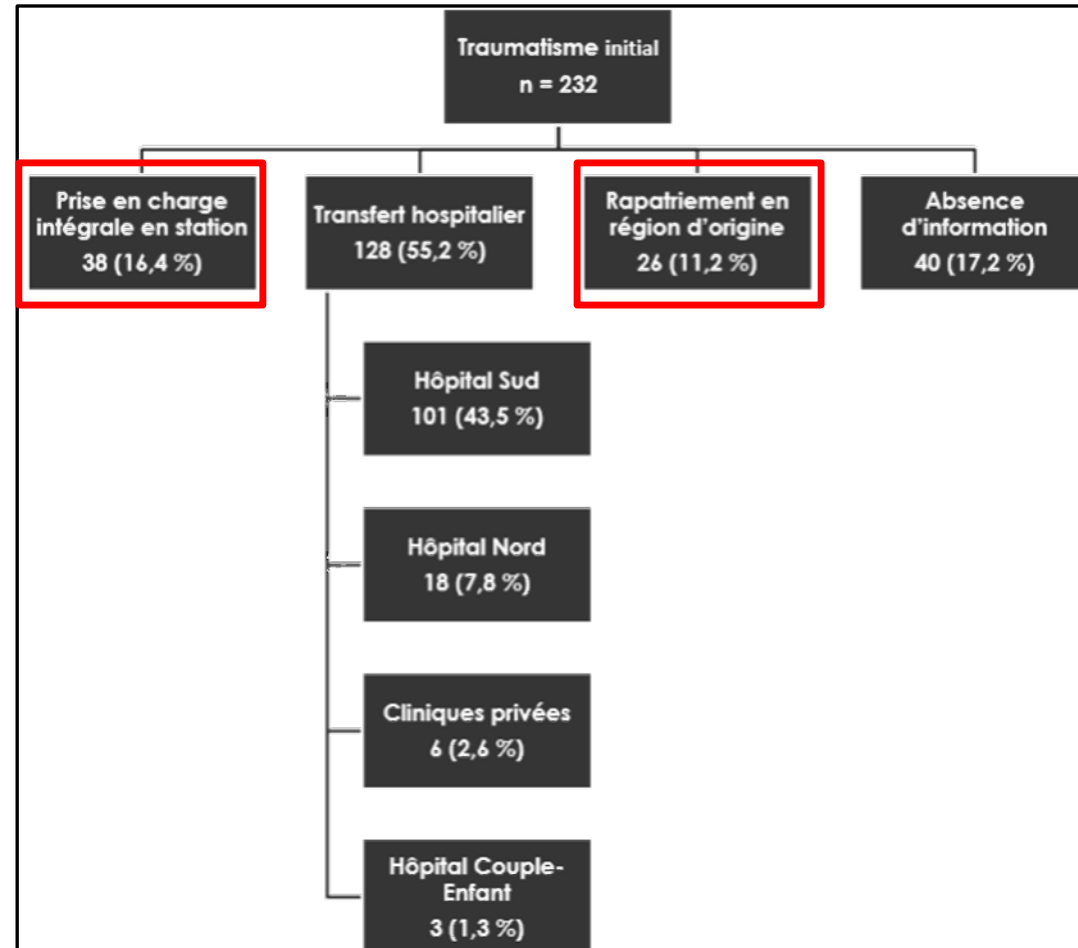 Traumatisme initial
n = 232
Prise en charge
intégrale en station
38 (16,4 %)
Transfert hospitalier
128 (55,2 %)
Rapatriement en
région d'origine
26 (11,2 %)
Absence
d'information
40 (17,2 %)
Hôpital Sud
101 (43,5 %)
Hôpital Nord
18 (7,8 %)
Cliniques privées
6 (2,6 %)
Hôpital Couple-
Enfant
3 (1,3 %)